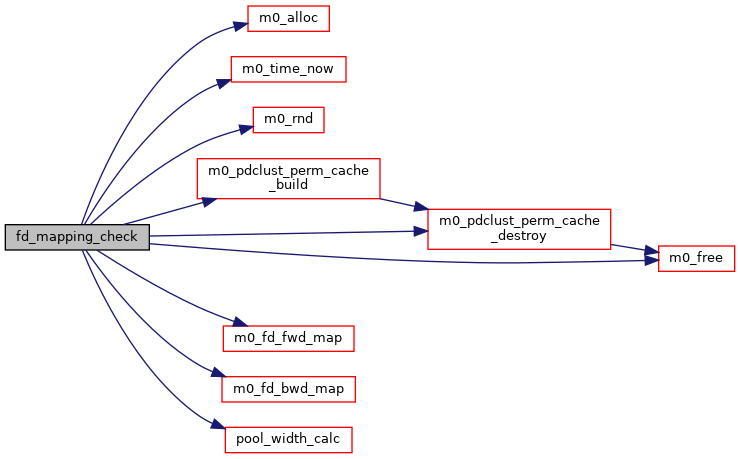 m0_alloc
m0_time_now
m0_rnd
m0_pdclust_perm_cache
_build
m0_pdclust_perm_cache
_destroy
fd_mapping_check
m0_free
m0_fd_fwd_map
m0_fd_bwd_map
pool_width_calc